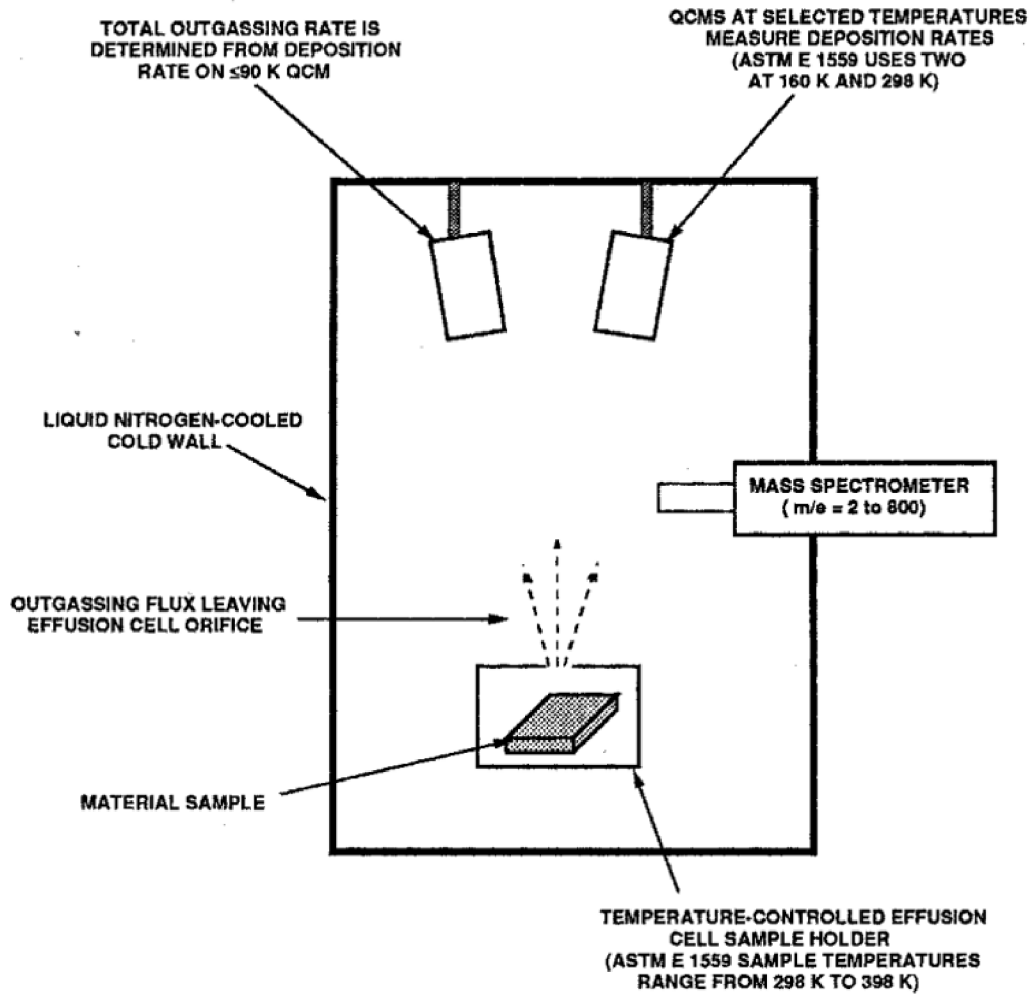 TOTAL OUTGASSING RATE IS
DETERMINED FROM DEPOSITION
RATE ON ≤90 K QCM
QCMS AT SELECTED TEMPERATURES
MEASURE DEPOSITION RATES
(ASTM E 1559 USES TWO
AT 160 K AND 298 K)
LIQUID NITROGEN-COOLED
COLD WALL
MASS SPECTROMETER
( m/e = 2 to 800)
OUTGASSING FLUX LEAVING
EFFUSION CELL ORIFICE
MATERIAL SAMPLE
TEMPERATURE-CONTROLLED EFFUSION
CELL SAMPLE HOLDER
(ASTM E 1559 SAMPLE TEMPERATURES
RANGE FROM 298 K TO 398 K)